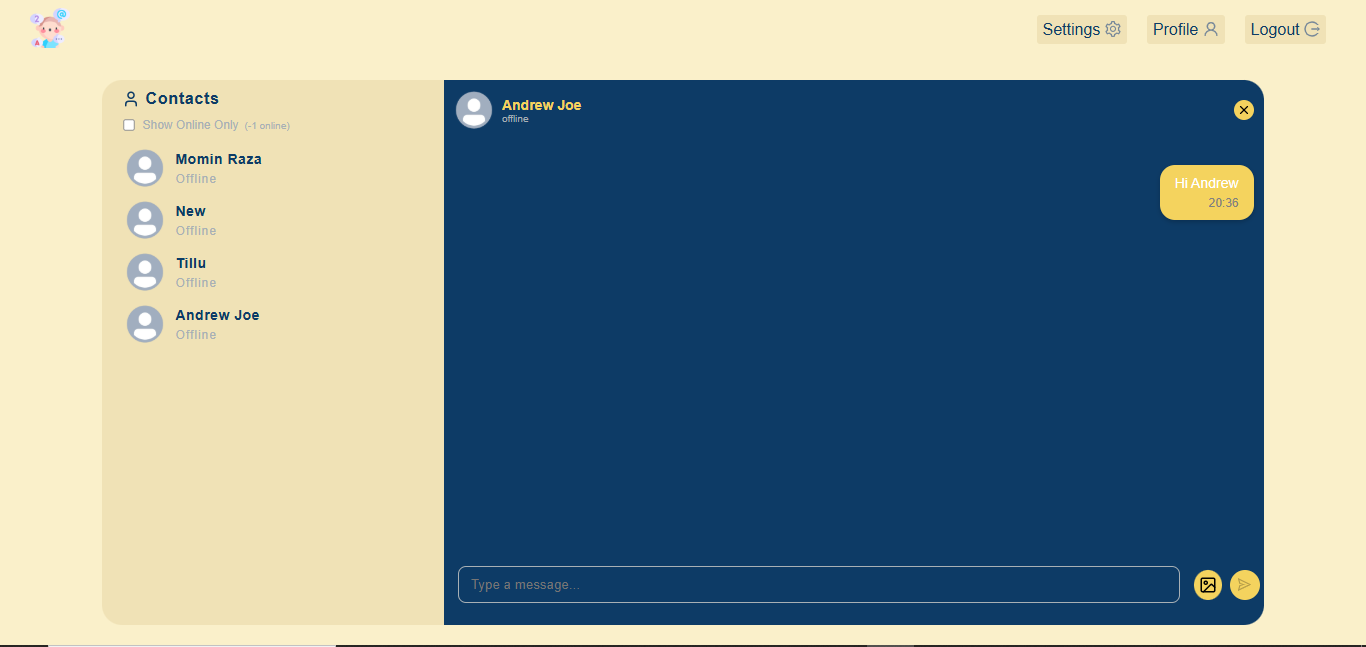 Settings
Profile
Logout
Contacts
Show Online Only (-1 online)
Momin Raza
Offline
New
Offline
Tillu
Offline
Andrew Joe
Offline
Andrew Joe
offline
Hi Andrew
20:36
Type a message...